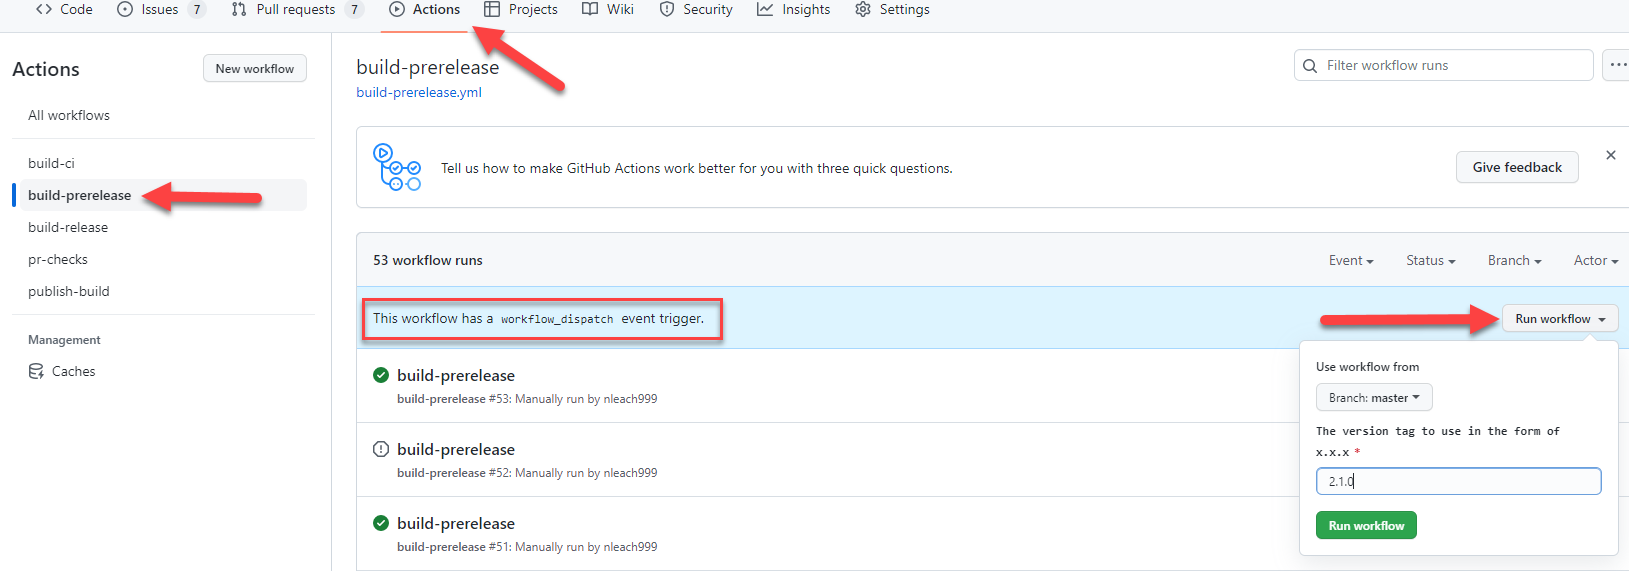 Code Issues 7 Pull requests 7 Actions Projects Wiki Security Insights Settings
Actions
New workflow
All workflows
build-ci
build-prerelease
build-release
pr-checks
publish-build
Management
Caches
build-prerelease
build-prerelease.yml
Filter workflow runs
Tell us how to make GitHub Actions work better for you with three quick questions.
Give feedback
53 workflow runs
Event Status Branch Actor
This workflow has a workflow_dispatch event trigger.
Run workflow
build-prerelease
build-prerelease #53: Manually run by nleach999
build-prerelease
build-prerelease #52: Manually run by nleach999
build-prerelease
build-prerelease #51: Manually run by nleach999
Use workflow from
Branch: master
The version tag to use in the form of
x.x.x *
2.1.0
Run workflow